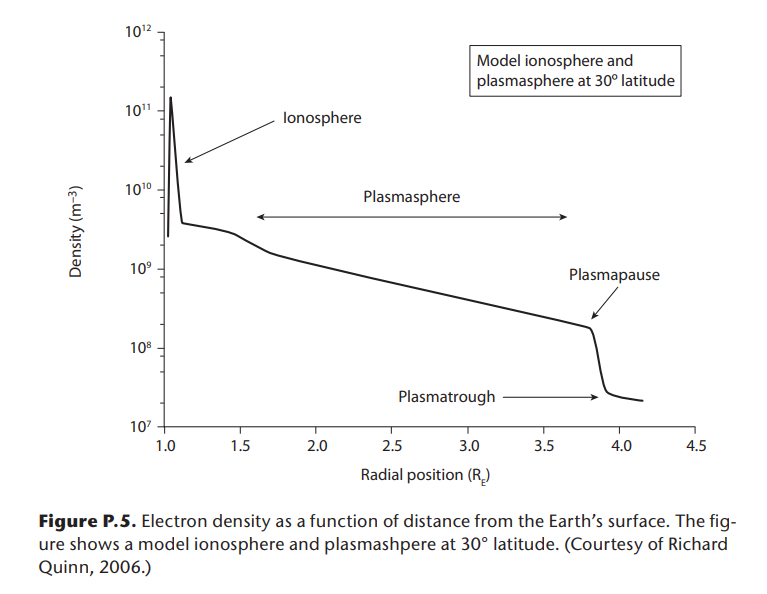 10¹²
Model ionosphere and
plasmasphere at 30º latitude
10¹¹
Ionosphere
10¹⁰
Plasmasphere
Density (m⁻³)
10⁹
Plasmapause
10⁸
Plasmatrough
10⁷
1.0 1.5 2.0 2.5 3.0 3.5 4.0 4.5
Radial position (R_E)
Figure P.5. Electron density as a function of distance from the Earth’s surface. The fig-
ure shows a model ionosphere and plasmashpere at 30° latitude. (Courtesy of Richard
Quinn, 2006.)